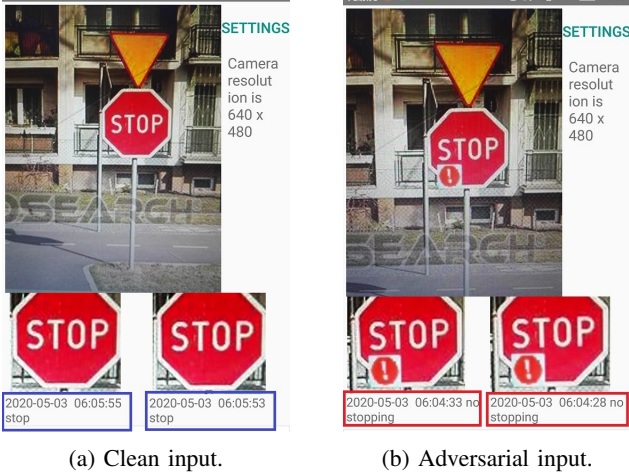 SETTINGS
Camera
resolut
ion is
640 x
480
STOP
SEARCH
STOP
STOP
2020-05-03 06:05:55
stop
2020-05-03 06:05:53
stop
(a) Clean input.
SETTINGS
Camera
resolut
ion is
640 x
480
STOP
!
SEARCH
STOP
!
STOP
!
2020-05-03 06:04:33 no
stopping
2020-05-03 06:04:28 no
stopping
(b) Adversarial input.